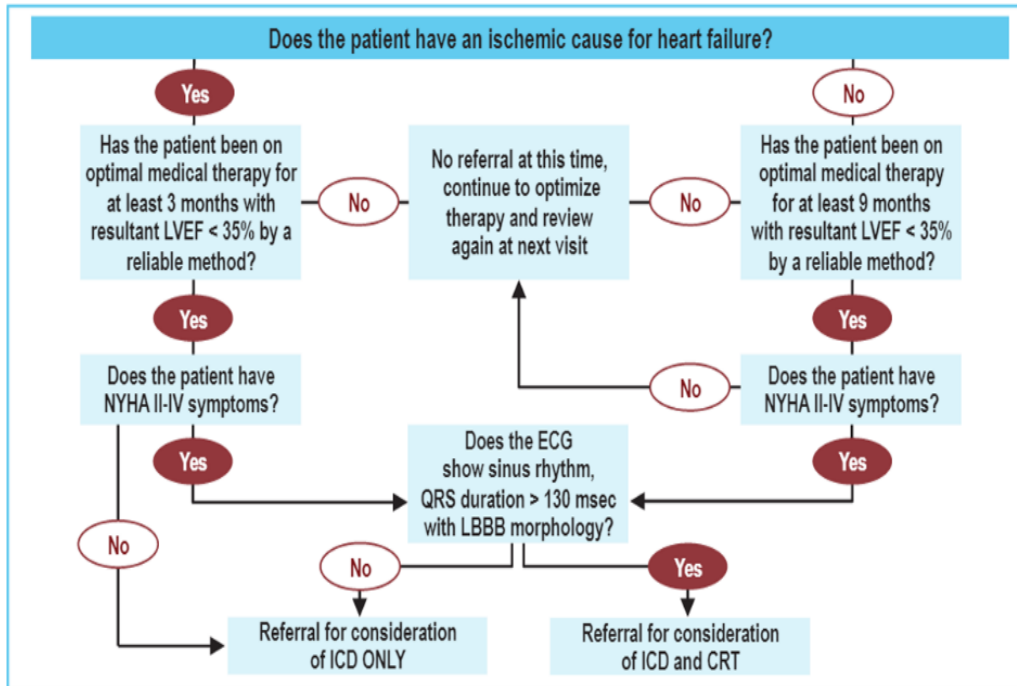 Does the patient have an ischemic cause for heart failure?
Yes
No
Has the patient been on
optimal medical therapy for
at least 3 months with
resultant LVEF < 35% by a
reliable method?
No
No referral at this time,
continue to optimize
therapy and review
again at next visit
No
Has the patient been on
optimal medical therapy
for at least 9 months
with resultant LVEF < 35%
by a reliable method?
Yes
Yes
Does the patient have
NYHA II-IV symptoms?
No
Does the patient have
NYHA II-IV symptoms?
Yes
Does the ECG
show sinus rhythm,
QRS duration > 130 msec
with LBBB morphology?
Yes
No
No
Yes
Referral for consideration
of ICD ONLY
Referral for consideration
of ICD and CRT